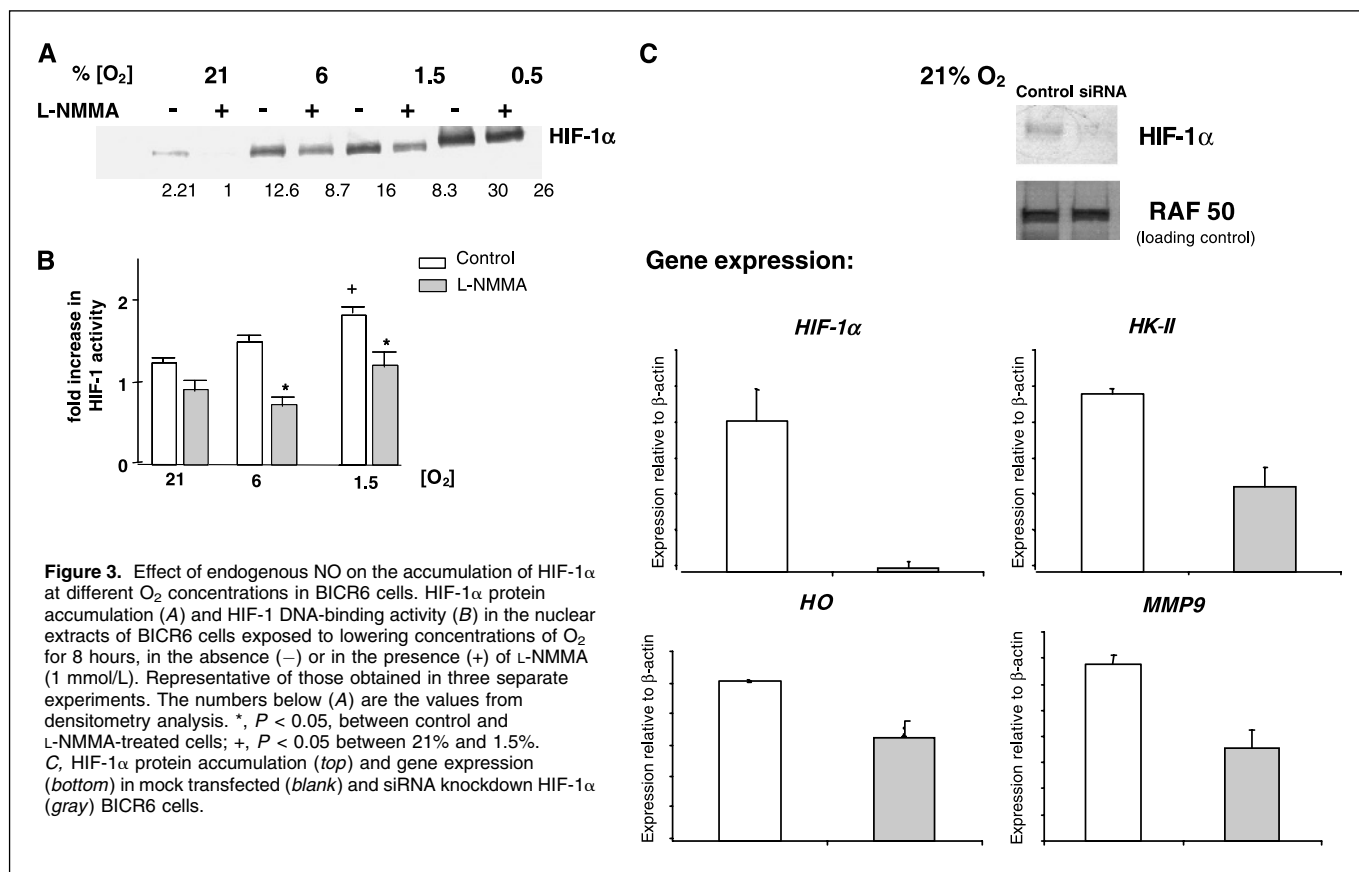 A
% [O2] 21 6 1.5 0.5
L-NMMA - + - + - + - +
HIF-1α
2.21 1 12.6 8.7 16 8.3 30 26
B
fold increase in
HIF-1 activity
2
1
0
Control
L-NMMA
+
*
*
21 6 1.5 [O2]
Figure 3. Effect of endogenous NO on the accumulation of HIF-1α
at different O2 concentrations in BICR6 cells. HIF-1α protein
accumulation (A) and HIF-1 DNA-binding activity (B) in the nuclear
extracts of BICR6 cells exposed to lowering concentrations of O2
for 8 hours, in the absence (−) or in the presence (+) of L-NMMA
(1 mmol/L). Representative of those obtained in three separate
experiments. The numbers below (A) are the values from
densitometry analysis. *, P < 0.05, between control and
L-NMMA-treated cells; +, P < 0.05 between 21% and 1.5%.
C, HIF-1α protein accumulation (top) and gene expression
(bottom) in mock transfected (blank) and siRNA knockdown HIF-1α
(gray) BICR6 cells.
C
21% O2
Control siRNA
HIF-1α
RAF 50
(loading control)
Gene expression:
HIF-1α
Expression relative to β-actin
HK-II
Expression relative to β-actin
HO
Expression relative to β-actin
MMP9
Expression relative to β-actin